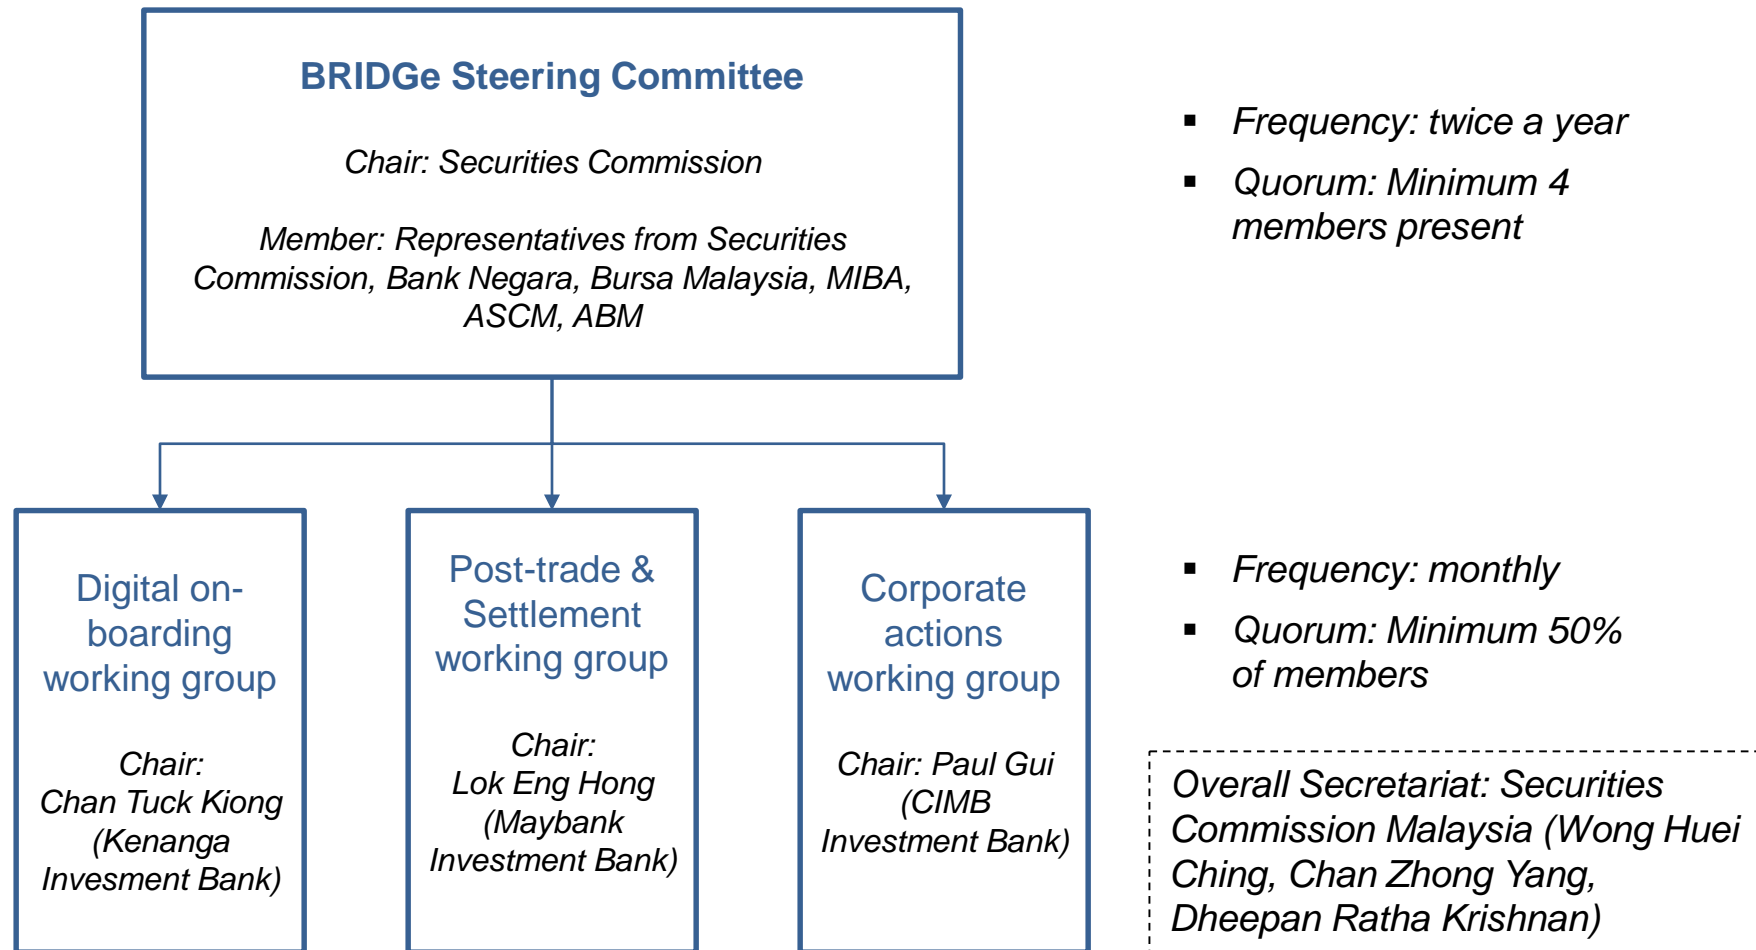 BRIDGe Steering Committee
Chair: Securities Commission
Member: Representatives from Securities
Commission, Bank Negara, Bursa Malaysia, MIBA,
ASCM, ABM
▪ Frequency: twice a year
▪ Quorum: Minimum 4
members present
Digital on-
boarding
working group
Chair:
Chan Tuck Kiong
(Kenanga
Invesment Bank)
Post-trade &
Settlement
working group
Chair:
Lok Eng Hong
(Maybank
Investment Bank)
Corporate
actions
working group
Chair: Paul Gui
(CIMB
Investment Bank)
▪ Frequency: monthly
▪ Quorum: Minimum 50%
of members
Overall Secretariat: Securities
Commission Malaysia (Wong Huei
Ching, Chan Zhong Yang,
Dheepan Ratha Krishnan)